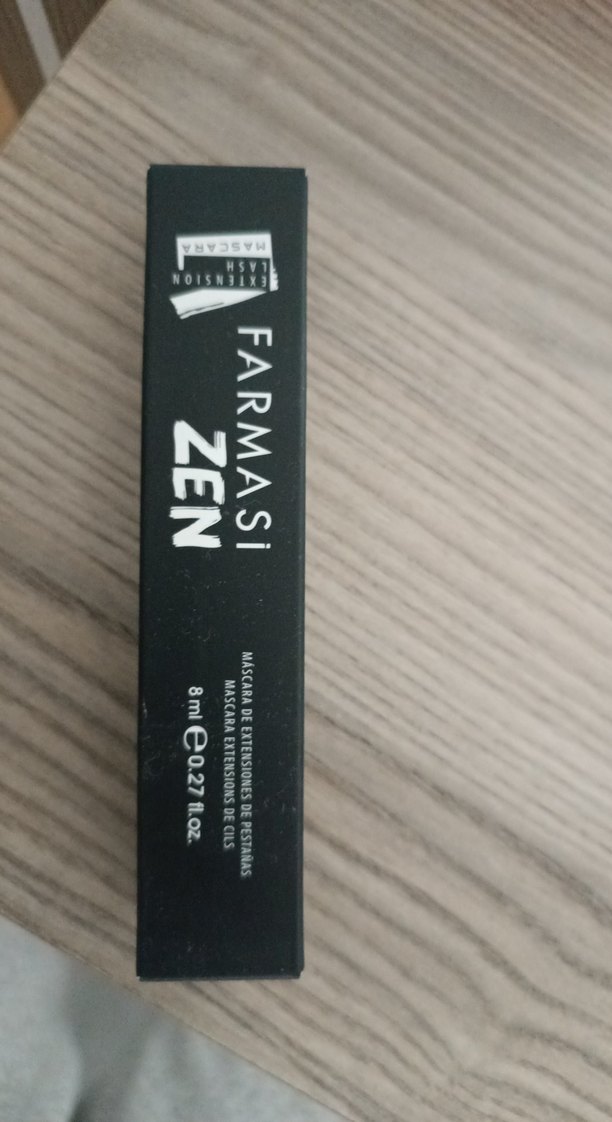 EXTENSION
LASH
MASCARA
FARMASi
ZEN
MÁSCARA DE EXTENSIONES DE PESTAÑAS
MASCARA EXTENSIONS DE CILS
8 ml ℮ 0.27 fl.oz.